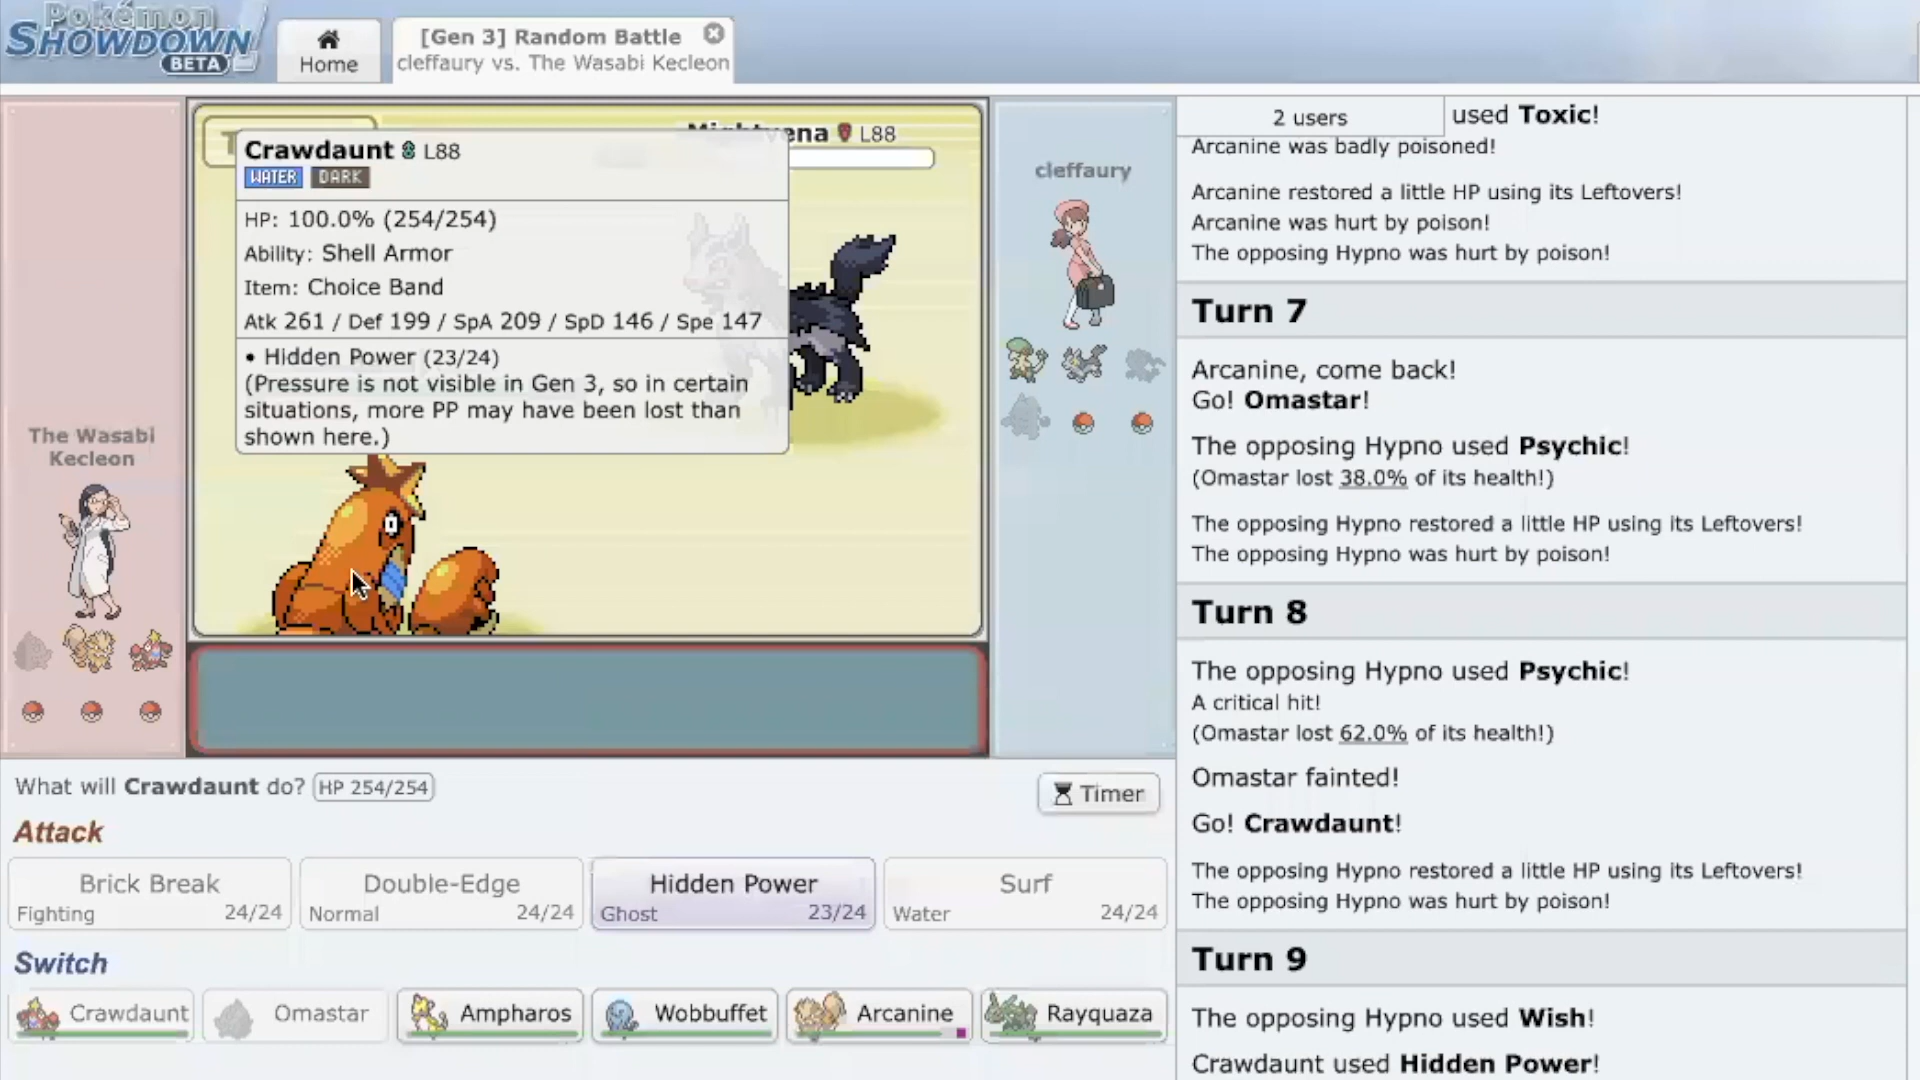 Pokémon
SHOWDOWN
BETA
Home
[Gen 3] Random Battle
cleffaury vs. The Wasabi Kecleon
The Wasabi
Kecleon
Mightyena L88
Crawdaunt L88
WATER DARK
HP: 100.0% (254/254)
Ability: Shell Armor
Item: Choice Band
Atk 261 / Def 199 / SpA 209 / SpD 146 / Spe 147
• Hidden Power (23/24)
(Pressure is not visible in Gen 3, so in certain
situations, more PP may have been lost than
shown here.)
cleffaury
What will Crawdaunt do? HP 254/254
Timer
Attack
Brick Break
Fighting 24/24
Double-Edge
Normal 24/24
Hidden Power
Ghost 23/24
Surf
Water 24/24
Switch
Crawdaunt
Omastar
Ampharos
Wobbuffet
Arcanine
Rayquaza
2 users
used Toxic!
Arcanine was badly poisoned!
Arcanine restored a little HP using its Leftovers!
Arcanine was hurt by poison!
The opposing Hypno was hurt by poison!
Turn 7
Arcanine, come back!
Go! Omastar!
The opposing Hypno used Psychic!
(Omastar lost 38.0% of its health!)
The opposing Hypno restored a little HP using its Leftovers!
The opposing Hypno was hurt by poison!
Turn 8
The opposing Hypno used Psychic!
A critical hit!
(Omastar lost 62.0% of its health!)
Omastar fainted!
Go! Crawdaunt!
The opposing Hypno restored a little HP using its Leftovers!
The opposing Hypno was hurt by poison!
Turn 9
The opposing Hypno used Wish!
Crawdaunt used Hidden Power!